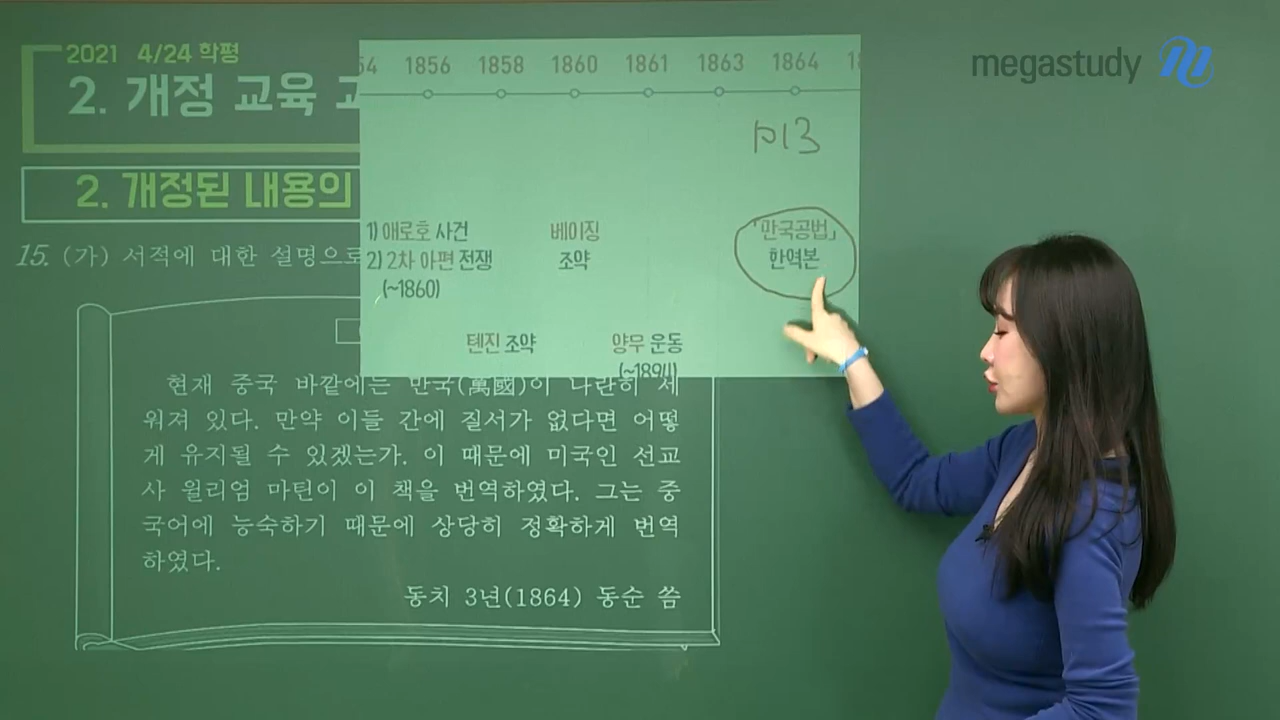 2021 4/24 학평
2. 개정 교육
2. 개정된 내용의
15. (가) 서적에 대한 설명으로
megastudy
1856 1858 1860 1861 1863 1864
p13
1) 애로호 사건
2) 2차 아편 전쟁
(~1860)
베이징
조약
「만국공법」
한역본
톈진 조약
양무 운동
(~1894)
현재 중국 바깥에는 만국(萬國)이 나란히 세
워져 있다. 만약 이들 간에 질서가 없다면 어떻
게 유지될 수 있겠는가. 이 때문에 미국인 선교
사 윌리엄 마틴이 이 책을 번역하였다. 그는 중
국어에 능숙하기 때문에 상당히 정확하게 번역
하였다.
동치 3년(1864) 동순 씀